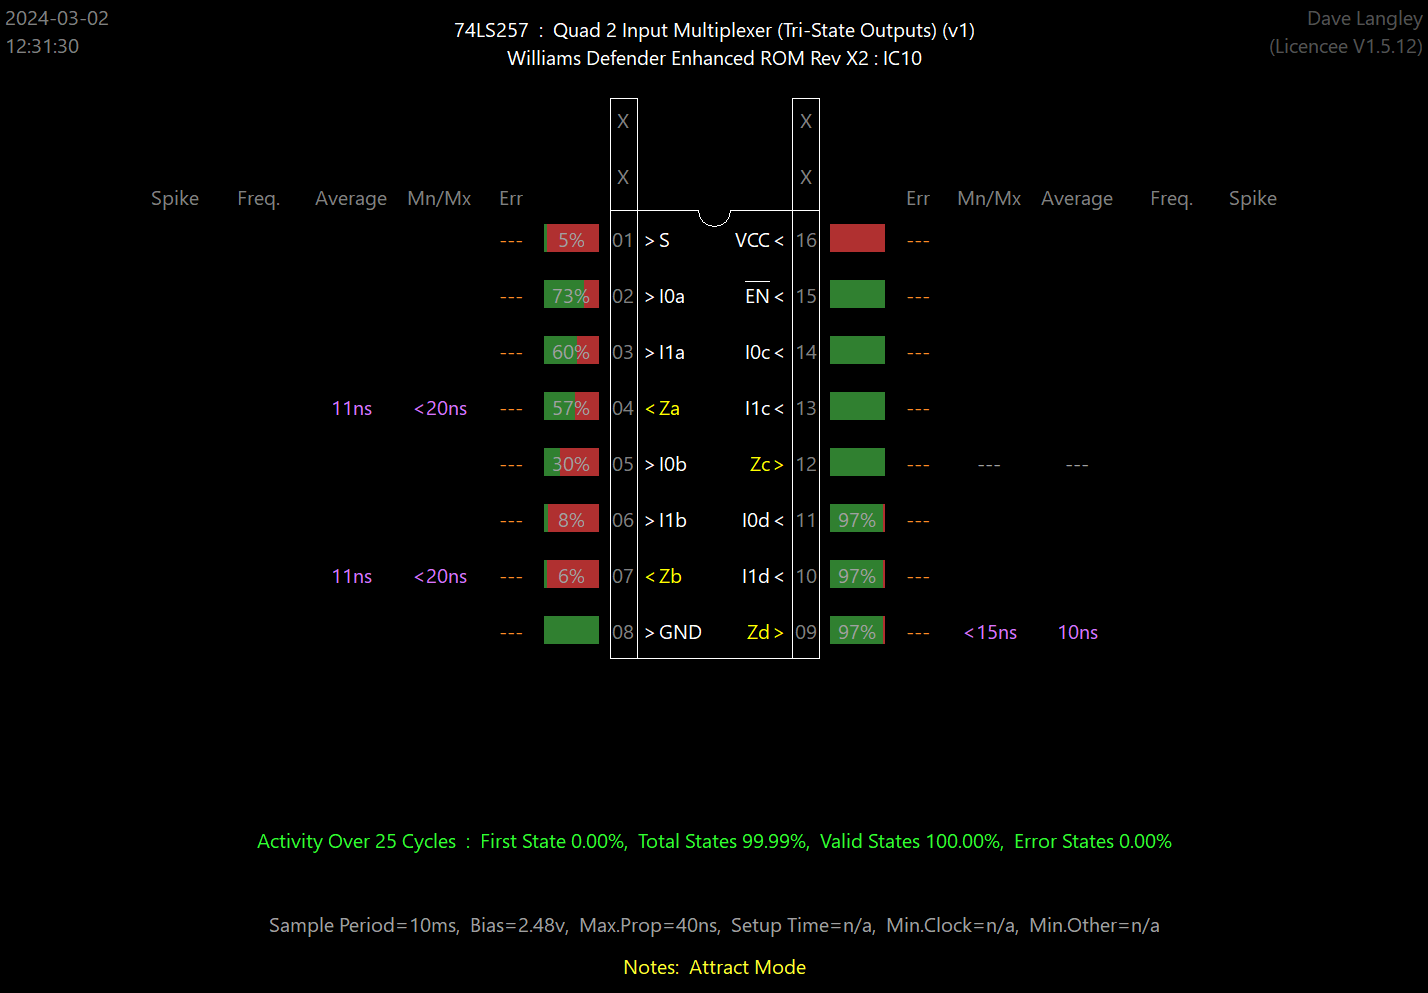 2024-03-02
12:31:30
74LS257 : Quad 2 Input Multiplexer (Tri-State Outputs) (v1)
Williams Defender Enhanced ROM Rev X2 : IC10
Dave Langley
(Licencee V1.5.12)
X X
X X
Spike Freq. Average Mn/Mx Err Err Mn/Mx Average Freq. Spike
--- 5% 01 > S VCC < 16 ---
--- 73% 02 > I0a EN < 15 ---
--- 60% 03 > I1a I0c < 14 ---
11ns <20ns --- 57% 04 < Za I1c < 13 ---
--- 30% 05 > I0b Zc > 12 --- --- ---
--- 8% 06 > I1b I0d < 11 97% ---
11ns <20ns --- 6% 07 < Zb I1d < 10 97% ---
--- 08 > GND Zd > 09 97% --- <15ns 10ns
Activity Over 25 Cycles : First State 0.00%, Total States 99.99%, Valid States 100.00%, Error States 0.00%
Sample Period=10ms, Bias=2.48v, Max.Prop=40ns, Setup Time=n/a, Min.Clock=n/a, Min.Other=n/a
Notes: Attract Mode